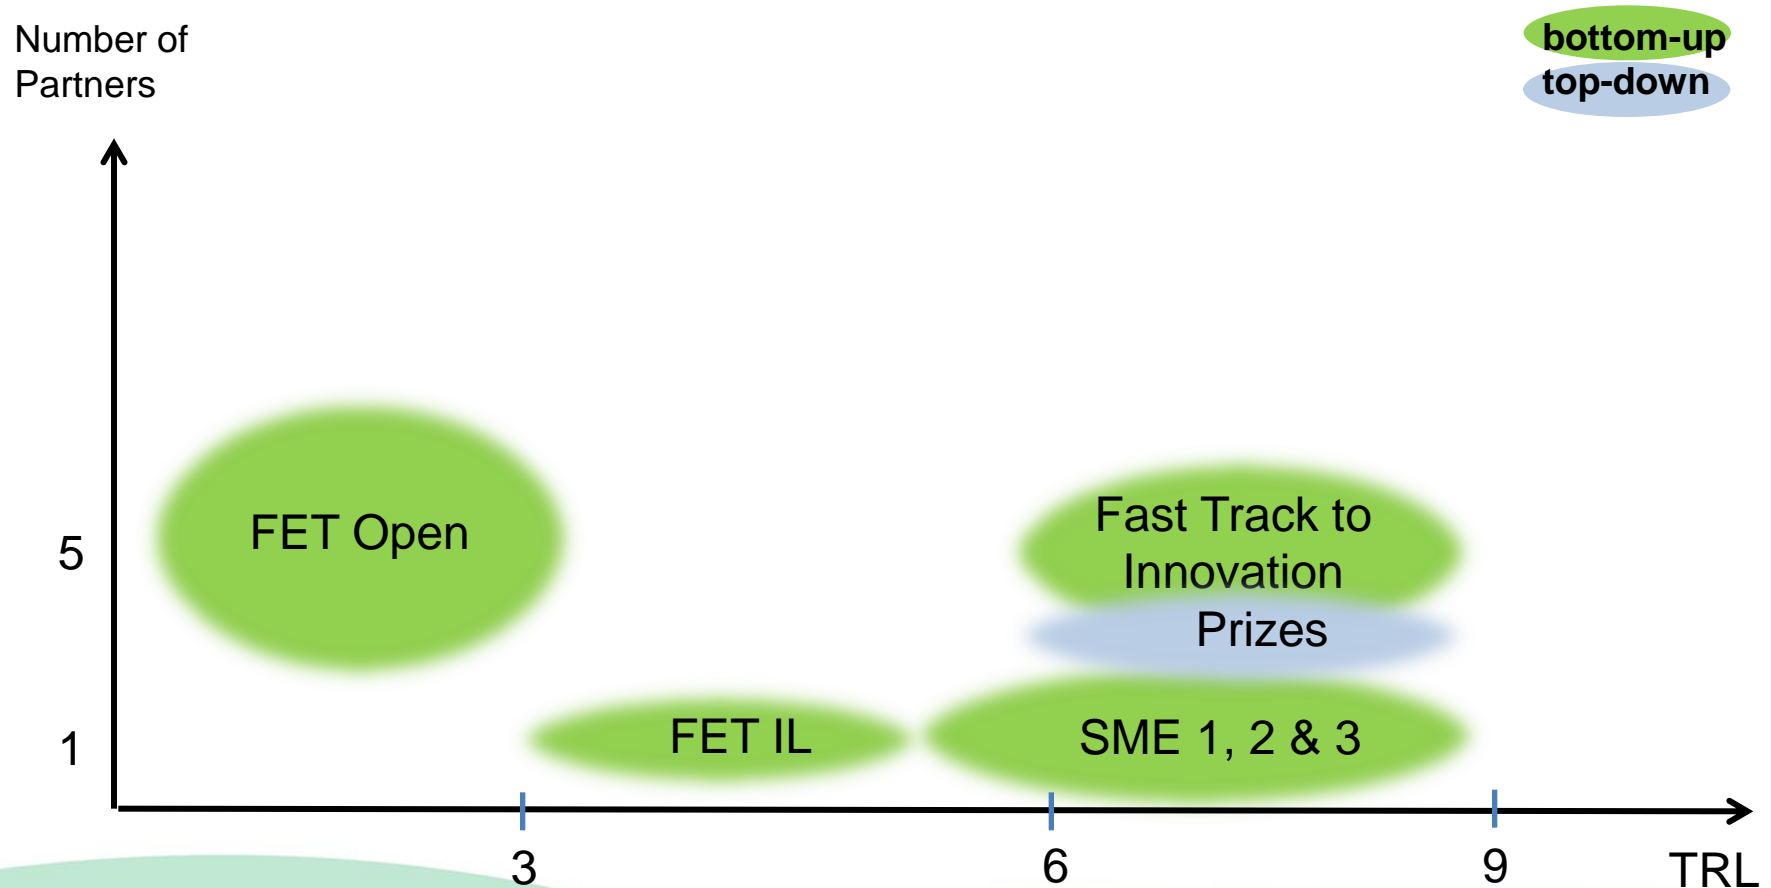 Number of
Partners
bottom-up
top-down
FET Open
Fast Track to
Innovation
Prizes
5
FET IL
SME 1, 2 & 3
1
3
6
9
TRL